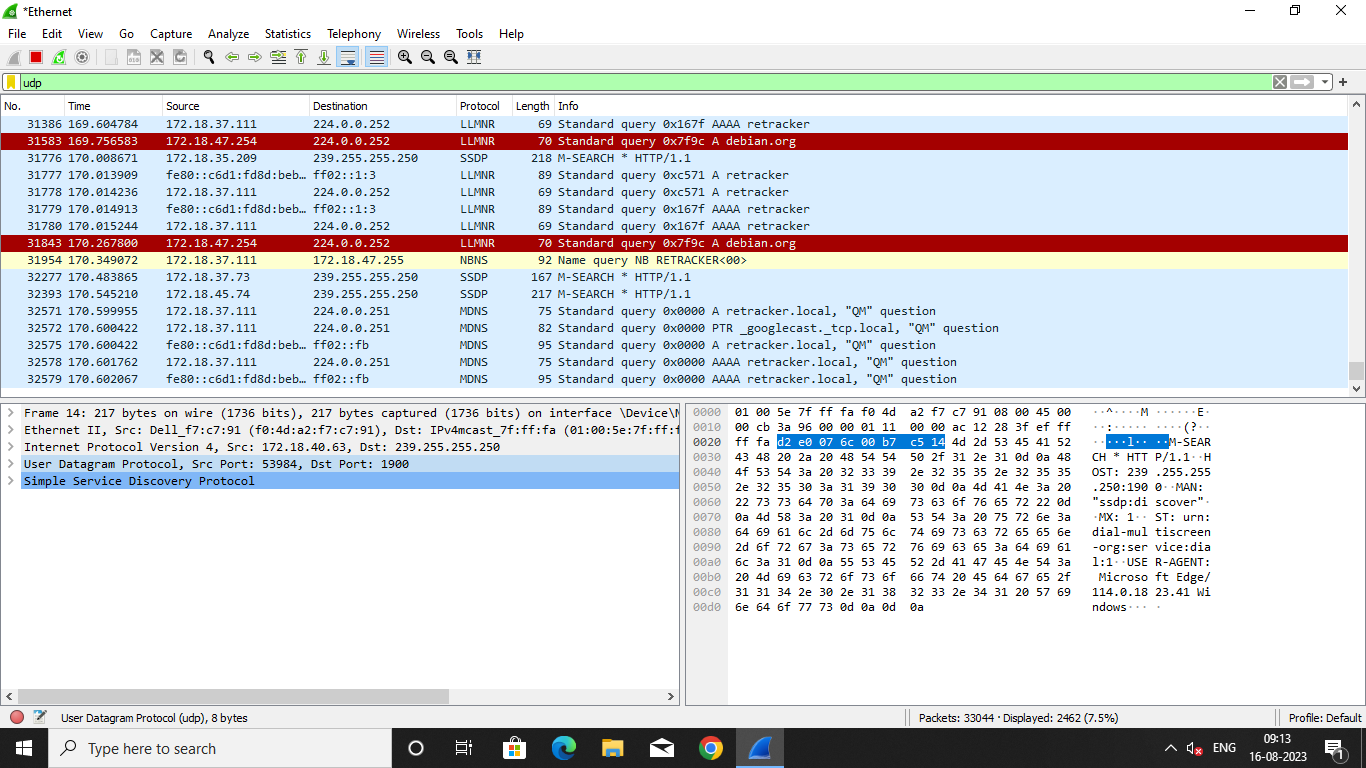 *Ethernet
File Edit View Go Capture Analyze Statistics Telephony Wireless Tools Help
udp
No. Time Source Destination Protocol Length Info
31386 169.604784 172.18.37.111 224.0.0.252 LLMNR 69 Standard query 0x167f AAAA retracker
31583 169.756583 172.18.47.254 224.0.0.252 LLMNR 70 Standard query 0x7f9c A debian.org
31776 170.008671 172.18.35.209 239.255.255.250 SSDP 218 M-SEARCH * HTTP/1.1
31777 170.013909 fe80::c6d1:fd8d:beb… ff02::1:3 LLMNR 89 Standard query 0xc571 A retracker
31778 170.014236 172.18.37.111 224.0.0.252 LLMNR 69 Standard query 0xc571 A retracker
31779 170.014913 fe80::c6d1:fd8d:beb… ff02::1:3 LLMNR 89 Standard query 0x167f AAAA retracker
31780 170.015244 172.18.37.111 224.0.0.252 LLMNR 69 Standard query 0x167f AAAA retracker
31843 170.267800 172.18.47.254 224.0.0.252 LLMNR 70 Standard query 0x7f9c A debian.org
31954 170.349072 172.18.37.111 172.18.47.255 NBNS 92 Name query NB RETRACKER<00>
32277 170.483865 172.18.37.73 239.255.255.250 SSDP 167 M-SEARCH * HTTP/1.1
32393 170.545210 172.18.45.74 239.255.255.250 SSDP 217 M-SEARCH * HTTP/1.1
32571 170.599955 172.18.37.111 224.0.0.251 MDNS 75 Standard query 0x0000 A retracker.local, "QM" question
32572 170.600422 172.18.37.111 224.0.0.251 MDNS 82 Standard query 0x0000 PTR _googlecast._tcp.local, "QM" question
32575 170.600422 fe80::c6d1:fd8d:beb… ff02::fb MDNS 95 Standard query 0x0000 A retracker.local, "QM" question
32578 170.601762 172.18.37.111 224.0.0.251 MDNS 75 Standard query 0x0000 AAAA retracker.local, "QM" question
32579 170.602067 fe80::c6d1:fd8d:beb… ff02::fb MDNS 95 Standard query 0x0000 AAAA retracker.local, "QM" question
Frame 14: 217 bytes on wire (1736 bits), 217 bytes captured (1736 bits) on interface \Device\
Ethernet II, Src: Dell_f7:c7:91 (f0:4d:a2:f7:c7:91), Dst: IPv4mcast_7f:ff:fa (01:00:5e:7f:ff:f
Internet Protocol Version 4, Src: 172.18.40.63, Dst: 239.255.255.250
User Datagram Protocol, Src Port: 53984, Dst Port: 1900
Simple Service Discovery Protocol
0000 01 00 5e 7f ff fa f0 4d a2 f7 c7 91 08 00 45 00 ··^····M ······E·
0010 00 cb 3a 96 00 00 01 11 00 00 ac 12 28 3f ef ff ··:····· ····(?··
0020 ff fa d2 e0 07 6c 00 b7 c5 14 4d 2d 53 45 41 52 ·····l·· ··M-SEAR
0030 43 48 20 2a 20 48 54 54 50 2f 31 2e 31 0d 0a 48 CH * HTT P/1.1··H
0040 4f 53 54 3a 20 32 33 39 2e 32 35 35 2e 32 35 35 OST: 239 .255.255
0050 2e 32 35 30 3a 31 39 30 30 0d 0a 4d 41 4e 3a 20 .250:190 0··MAN:
0060 22 73 73 64 70 3a 64 69 73 63 6f 76 65 72 22 0d "ssdp:di scover"·
0070 0a 4d 58 3a 20 31 0d 0a 53 54 3a 20 75 72 6e 3a ·MX: 1·· ST: urn:
0080 64 69 61 6c 2d 6d 75 6c 74 69 73 63 72 65 65 6e dial-mul tiscreen
0090 2d 6f 72 67 3a 73 65 72 76 69 63 65 3a 64 69 61 -org:ser vice:dia
00a0 6c 3a 31 0d 0a 55 53 45 52 2d 41 47 45 4e 54 3a l:1··USE R-AGENT:
00b0 20 4d 69 63 72 6f 73 6f 66 74 20 45 64 67 65 2f Microso ft Edge/
00c0 31 31 34 2e 30 2e 31 38 32 33 2e 34 31 20 57 69 114.0.18 23.41 Wi
00d0 6e 64 6f 77 73 0d 0a 0d 0a ndows··· ·
User Datagram Protocol (udp), 8 bytes
Packets: 33044 · Displayed: 2462 (7.5%)
Profile: Default
Type here to search
ENG
09:13
16-08-2023
1